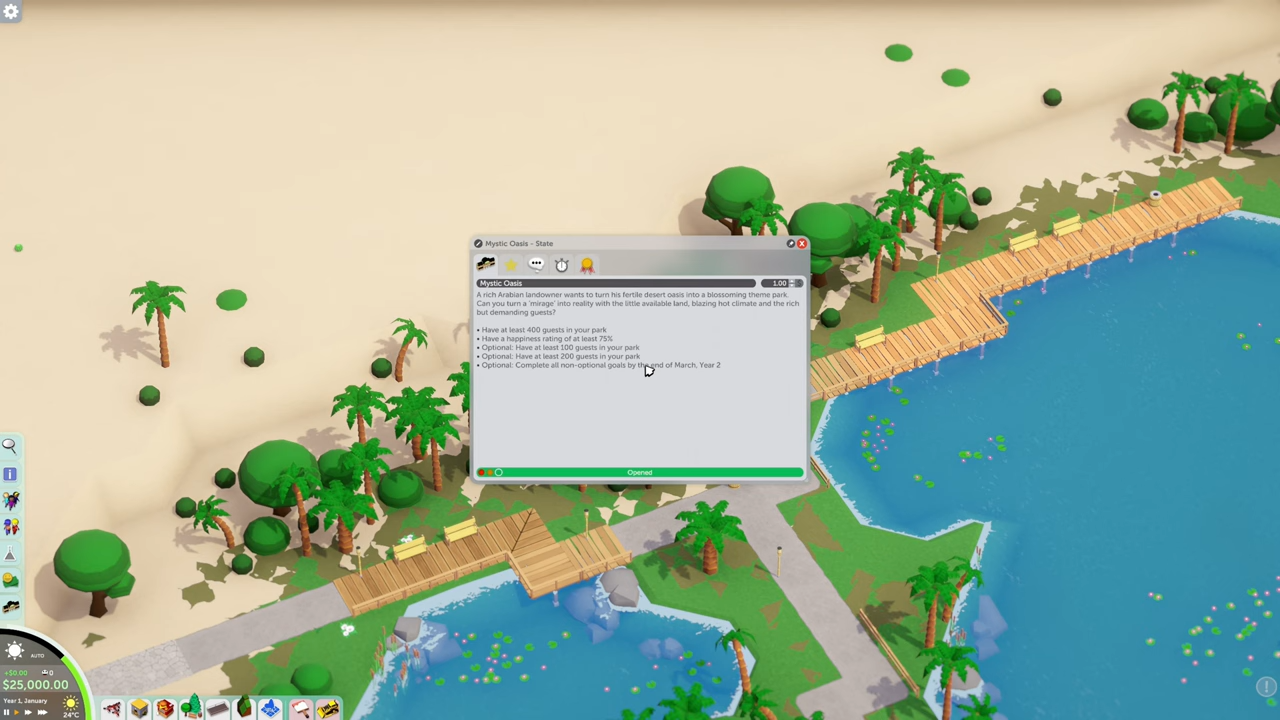 Mystic Oasis - State
Mystic Oasis
1.00
A rich Arabian landowner wants to turn his fertile desert oasis into a blossoming theme park.
Can you turn a 'mirage' into reality with the little available land, blazing hot climate and the rich
but demanding guests?
• Have at least 400 guests in your park
• Have a happiness rating of at least 75%
• Optional: Have at least 100 guests in your park
• Optional: Have at least 200 guests in your park
• Optional: Complete all non-optional goals by the end of March, Year 2
Opened
AUTO
+$0.00
0
$25,000.00
Year 1, January
24°C